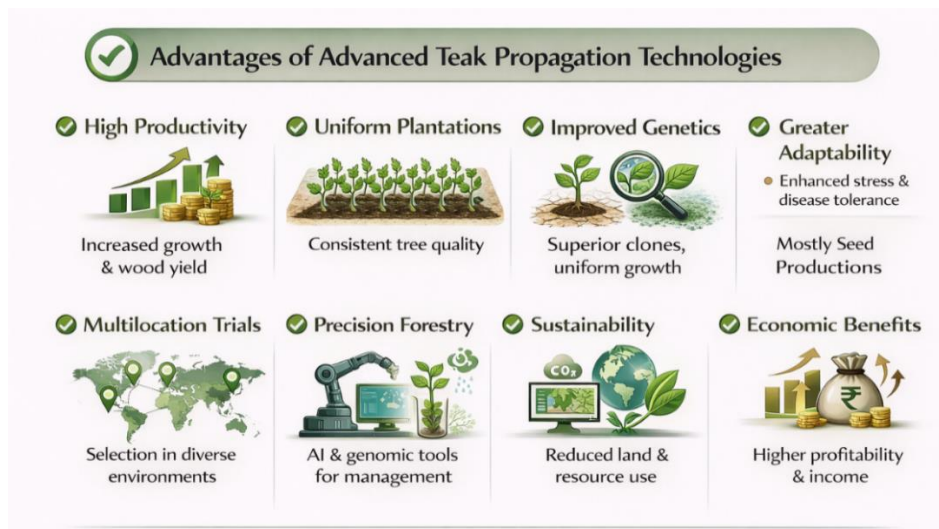 Advantages of Advanced Teak Propagation Technologies
High Productivity
Increased growth
& wood yield
Uniform Plantations
Consistent tree quality
Improved Genetics
Superior clones,
uniform growth
Greater
Adaptability
Enhanced stress &
disease tolerance
Mostly Seed
Productions
Multilocation Trials
Selection in diverse
environments
Precision Forestry
AI & genomic tools
for management
Sustainability
CO₂
Reduced land &
resource use
Economic Benefits
₹
Higher profitability
& income